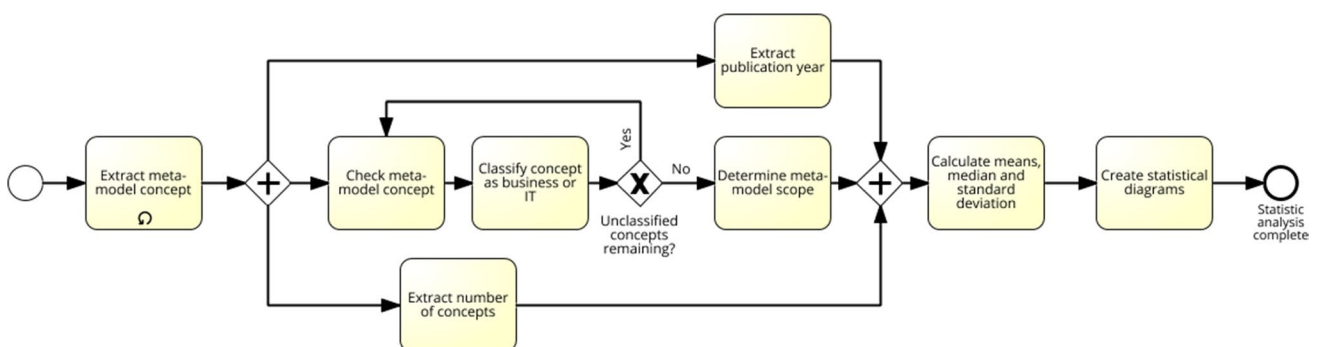 Extract
publication year
Yes
Extract meta-
model concept
Check meta-
model concept
Classify concept
as business or
IT
No
Determine meta-
model scope
Calculate means,
median and
standard
deviation
Create statistical
diagrams
Unclassified
concepts
remaining?
Statistic
analysis
complete
Extract number
of concepts